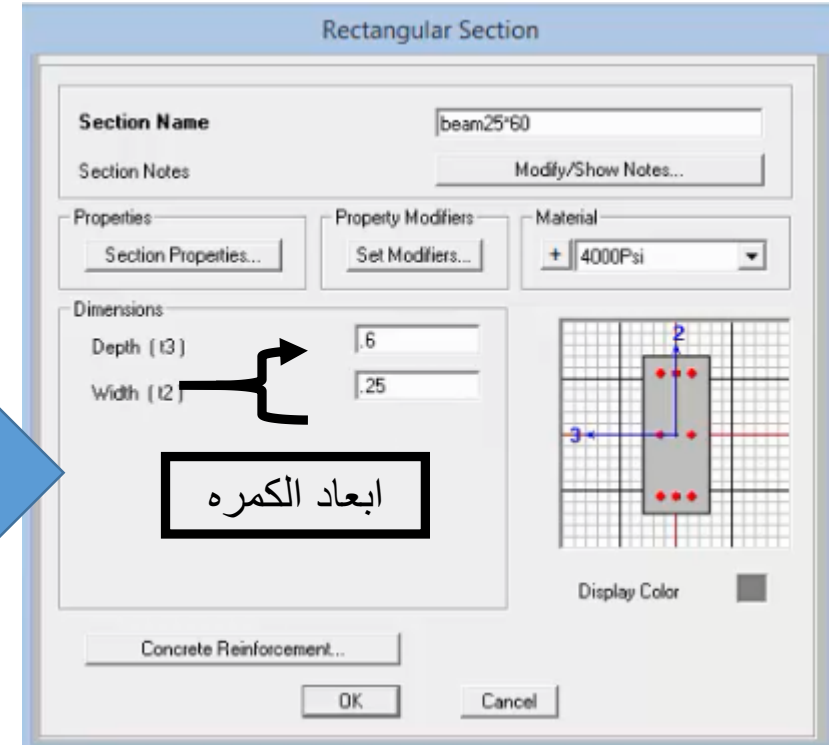 Rectangular Section
Section Name
beam25*60
Section Notes
Modify/Show Notes...
Properties
Property Modifiers
Material
Section Properties...
Set Modifiers...
+ 4000Psi
Dimensions
Depth ( t3 )
.6
Width ( t2 )
.25
2
3
ابعاد الكمره
Display Color
Concrete Reinforcement...
OK
Cancel